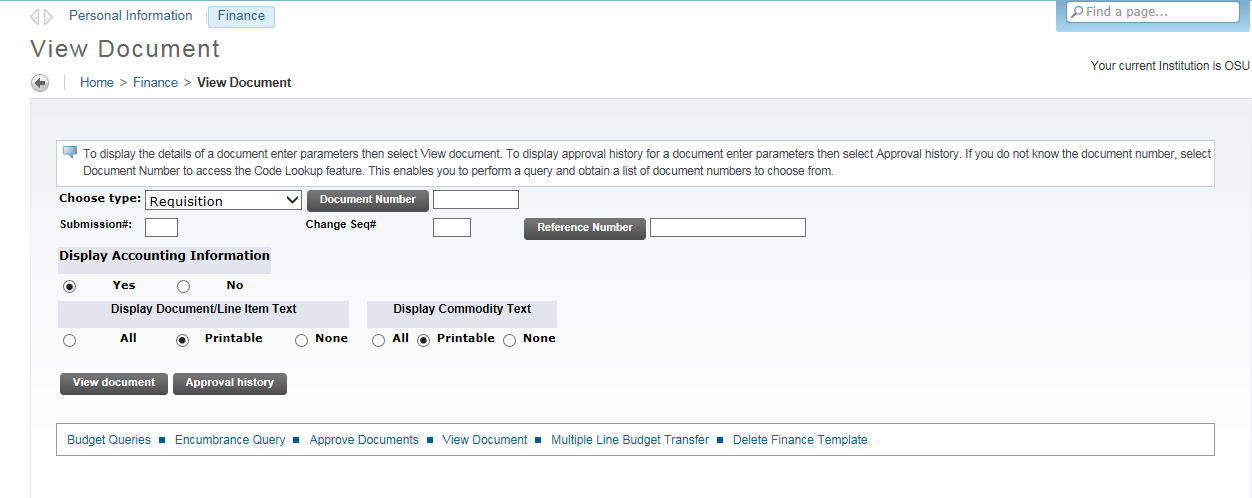 Personal Information Finance
Find a page...
View Document
Your current Institution is OSU
Home > Finance > View Document
To display the details of a document enter parameters then select View document. To display approval history for a document enter parameters then select Approval history. If you do not know the document number, select
Document Number to access the Code Lookup feature. This enables you to perform a query and obtain a list of document numbers to choose from.
Choose type: Requisition Document Number
Submission#: Change Seq# Reference Number
Display Accounting Information
Yes No
Display Document/Line Item Text Display Commodity Text
All Printable None All Printable None
View document Approval history
Budget Queries Encumbrance Query Approve Documents View Document Multiple Line Budget Transfer Delete Finance Template